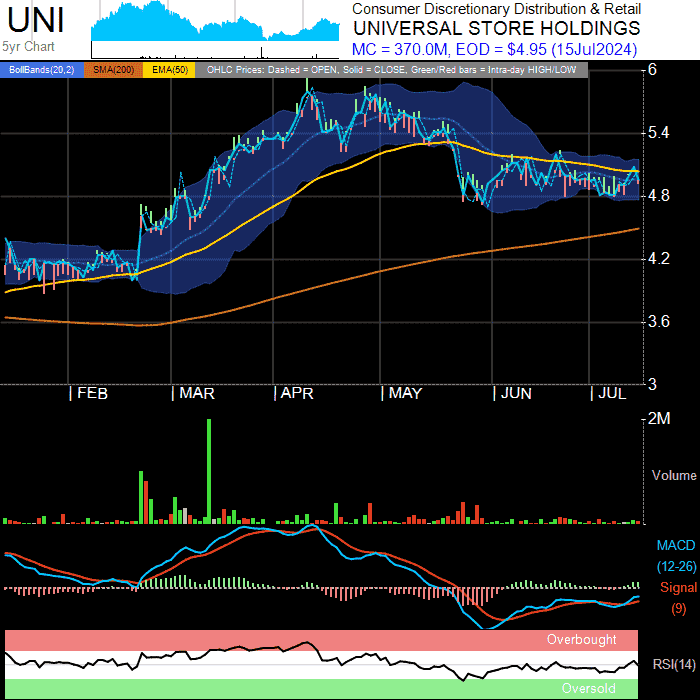 UNI
Consumer Discretionary Distribution & Retail
UNIVERSAL STORE HOLDINGS
5yr Chart
MC = 370.0M, EOD = $4.95 (15Jul2024)
BollBands(20,2) SMA(200) EMA(50) OHLC Prices: Dashed = OPEN, Solid = CLOSE, Green/Red bars = Intra-day HIGH/LOW
6
5.4
4.8
4.2
3.6
3
FEB MAR APR MAY JUN JUL
2M
Volume
MACD
(12-26)
Signal
(9)
Overbought
RSI(14)
Oversold